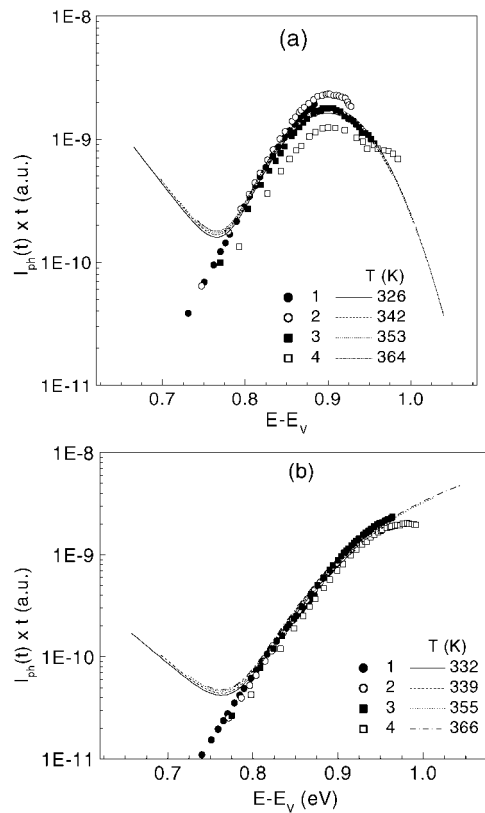 1E-8
(a)
I_ph(t) x t (a.u.)
1E-9
1E-10
1E-11
T (K)
1 326
2 342
3 353
4 364
0.7 0.8 0.9 1.0
E-E_V
1E-8
(b)
I_ph(t) x t (a.u.)
1E-9
1E-10
1E-11
T (K)
1 332
2 339
3 355
4 366
0.7 0.8 0.9 1.0
E-E_V (eV)